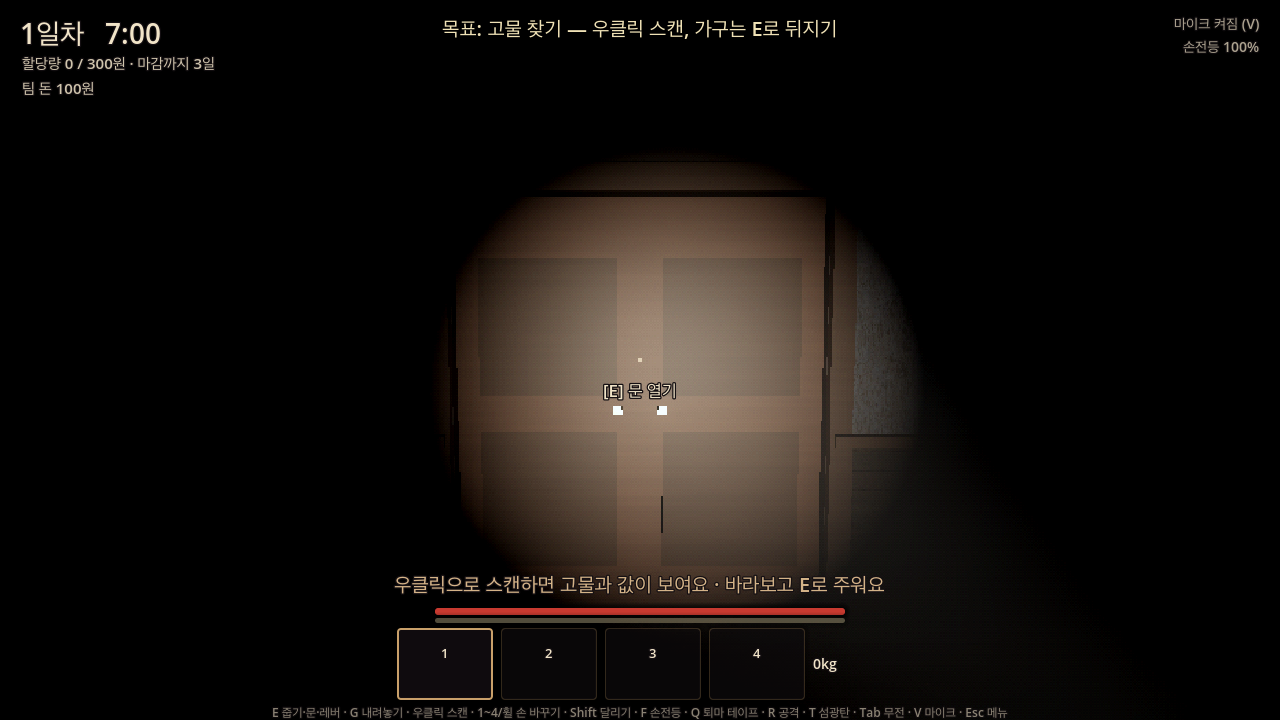 1일차 7:00
할당량 0 / 300원 · 마감까지 3일
팀 돈 100원
목표: 고물 찾기 — 우클릭 스캔, 가구는 E로 뒤지기
마이크 켜짐 (V)
손전등 100%
[E] 문 열기
우클릭으로 스캔하면 고물과 값이 보여요 · 바라보고 E로 주워요
1 2 3 4 0kg
E 줍기·문·레버 · G 내려놓기 · 우클릭 스캔 · 1~4/휠 손 바꾸기 · Shift 달리기 · F 손전등 · Q 퇴마 테이프 · R 공격 · T 섬광탄 · Tab 무전 · V 마이크 · Esc 메뉴